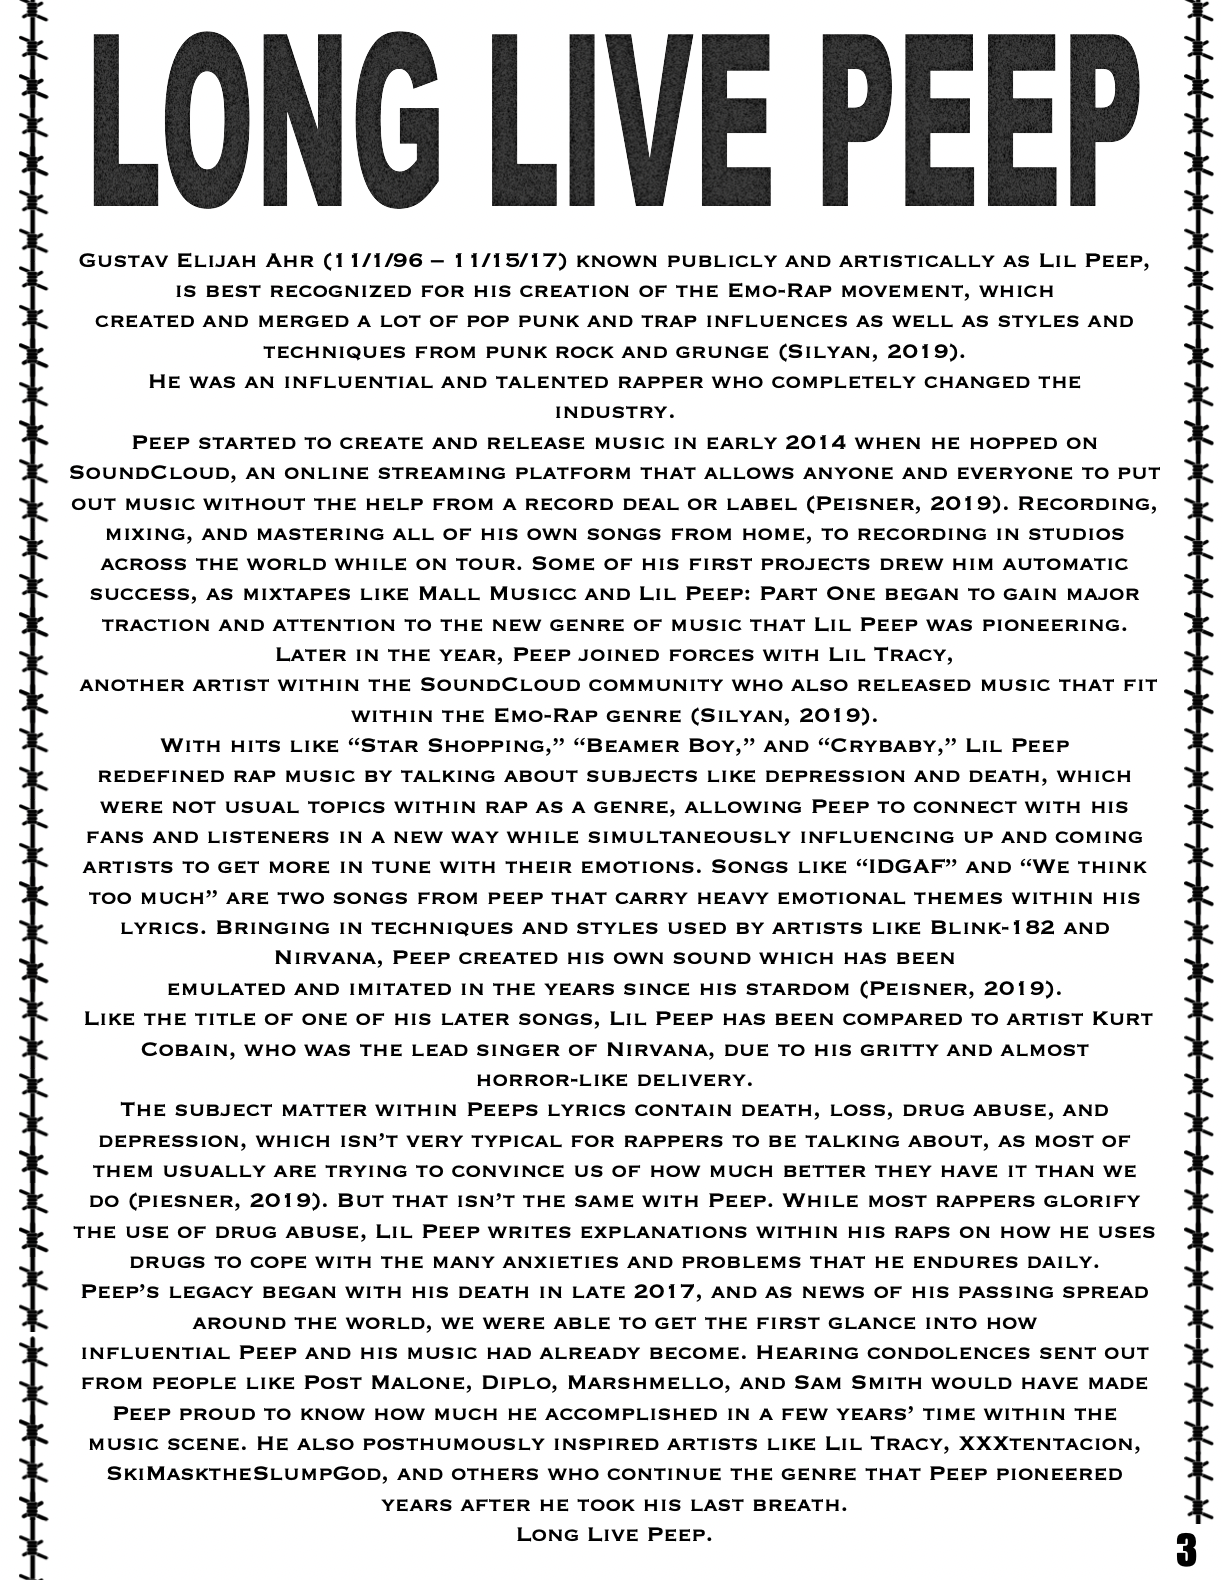 LONG LIVE PEEP
Gustav Elijah Ahr (11/1/96 – 11/15/17) known publicly and artistically as Lil Peep,
is best recognized for his creation of the Emo-Rap movement, which
created and merged a lot of pop punk and trap influences as well as styles and
techniques from punk rock and grunge (Silyan, 2019).
He was an influential and talented rapper who completely changed the
industry.
Peep started to create and release music in early 2014 when he hopped on
SoundCloud, an online streaming platform that allows anyone and everyone to put
out music without the help from a record deal or label (Peisner, 2019). Recording,
mixing, and mastering all of his own songs from home, to recording in studios
across the world while on tour. Some of his first projects drew him automatic
success, as mixtapes like Mall Musicc and Lil Peep: Part One began to gain major
traction and attention to the new genre of music that Lil Peep was pioneering.
Later in the year, Peep joined forces with Lil Tracy,
another artist within the SoundCloud community who also released music that fit
within the Emo-Rap genre (Silyan, 2019).
With hits like “Star Shopping,” “Beamer Boy,” and “Crybaby,” Lil Peep
redefined rap music by talking about subjects like depression and death, which
were not usual topics within rap as a genre, allowing Peep to connect with his
fans and listeners in a new way while simultaneously influencing up and coming
artists to get more in tune with their emotions. Songs like “IDGAF” and “We think
too much” are two songs from peep that carry heavy emotional themes within his
lyrics. Bringing in techniques and styles used by artists like Blink-182 and
Nirvana, Peep created his own sound which has been
emulated and imitated in the years since his stardom (Peisner, 2019).
Like the title of one of his later songs, Lil Peep has been compared to artist Kurt
Cobain, who was the lead singer of Nirvana, due to his gritty and almost
horror-like delivery.
The subject matter within Peeps lyrics contain death, loss, drug abuse, and
depression, which isn’t very typical for rappers to be talking about, as most of
them usually are trying to convince us of how much better they have it than we
do (piesner, 2019). But that isn’t the same with Peep. While most rappers glorify
the use of drug abuse, Lil Peep writes explanations within his raps on how he uses
drugs to cope with the many anxieties and problems that he endures daily.
Peep’s legacy began with his death in late 2017, and as news of his passing spread
around the world, we were able to get the first glance into how
influential Peep and his music had already become. Hearing condolences sent out
from people like Post Malone, Diplo, Marshmello, and Sam Smith would have made
Peep proud to know how much he accomplished in a few years’ time within the
music scene. He also posthumously inspired artists like Lil Tracy, XXXtentacion,
SkiMasktheSlumpGod, and others who continue the genre that Peep pioneered
years after he took his last breath.
Long Live Peep.
3